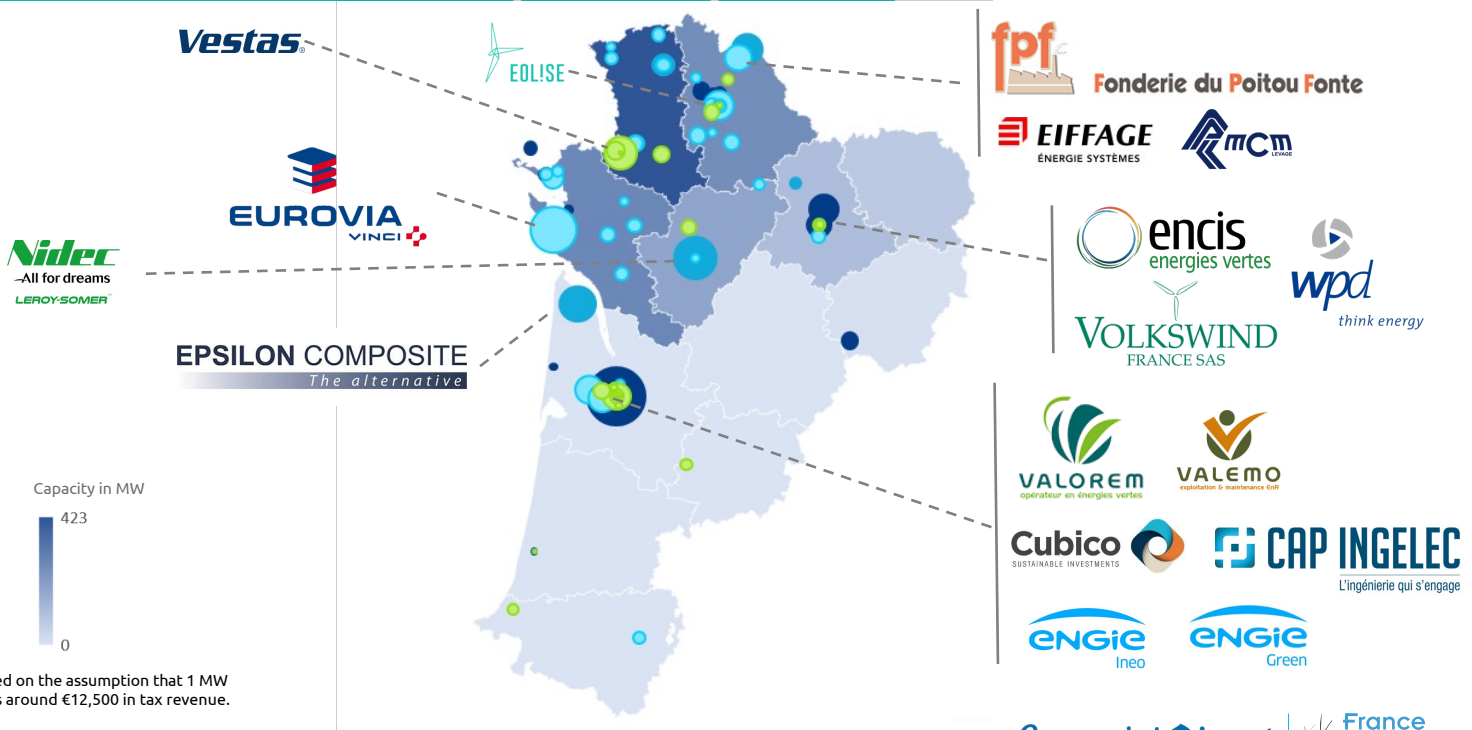 Vestas®
EOL!SE
fpf
Fonderie du Poitou Fonte
EIFFAGE
ÉNERGIE SYSTÈMES
mcm
LEVAGE
EUROVIA
VINCI
Nidec
All for dreams
LEROY-SOMER™
encis
energies vertes
wpd
think energy
VOLKSWIND
FRANCE SAS
EPSILON COMPOSITE
The alternative
VALOREM
opérateur en énergies vertes
VALEMO
exploitation & maintenance EnR
Capacity in MW
423
0
Cubico
SUSTAINABLE INVESTMENTS
CAP INGELEC
L'ingénierie qui s'engage
ENGIE
Ineo
ENGIE
Green
ed on the assumption that 1 MW
s around €12,500 in tax revenue.
France